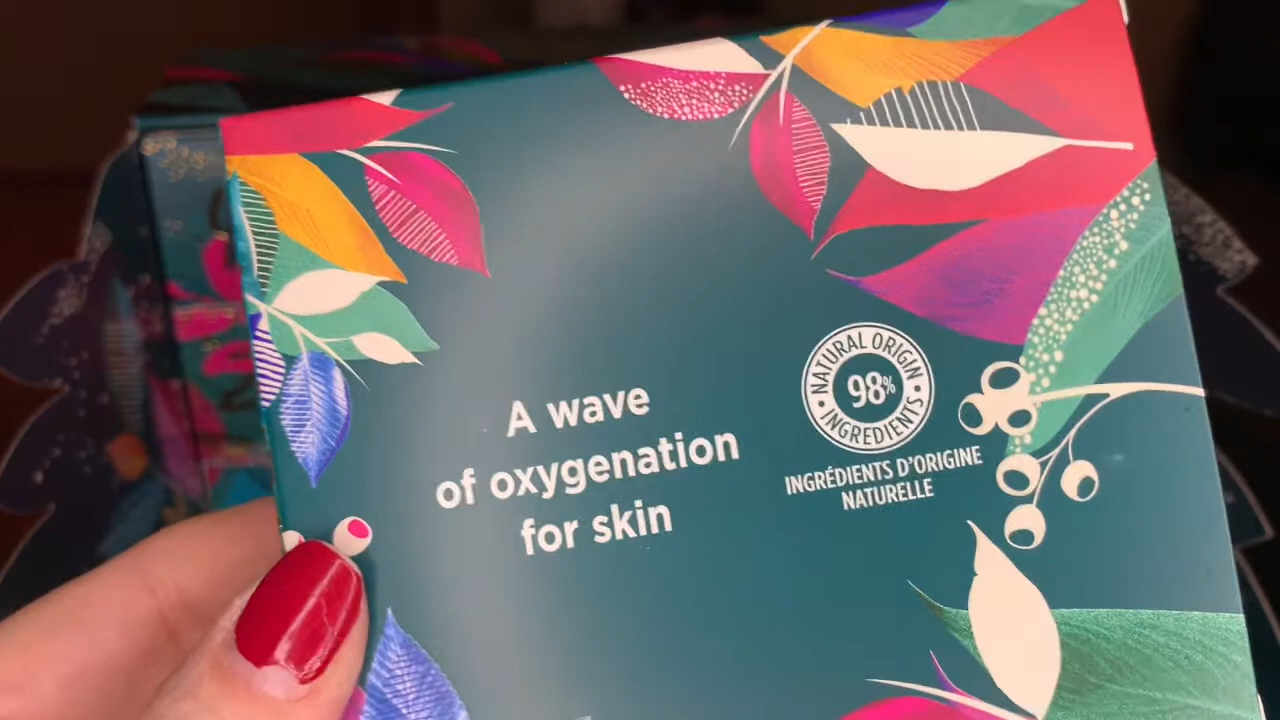 A wave
of oxygenation
for skin
NATURAL ORIGIN
98%
INGREDIENTS
INGRÉDIENTS D'ORIGINE
NATURELLE